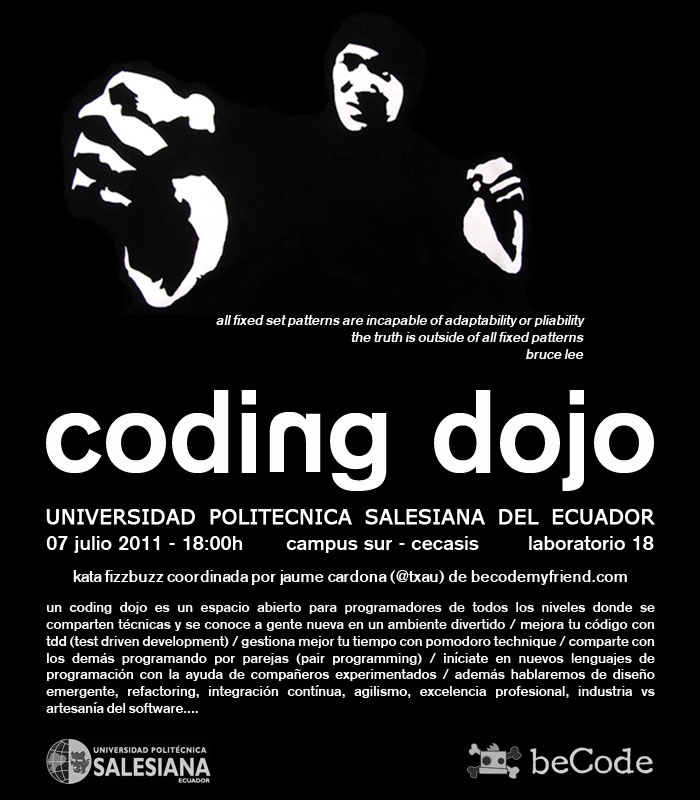 all fixed set patterns are incapable of adaptability or pliability
the truth is outside of all fixed patterns
bruce lee
coding dojo
UNIVERSIDAD POLITECNICA SALESIANA DEL ECUADOR
07 julio 2011 - 18:00h campus sur - cecasis laboratorio 18
kata fizzbuzz coordinada por jaume cardona (@txau) de becodemyfriend.com
un coding dojo es un espacio abierto para programadores de todos los niveles donde se
comparten técnicas y se conoce a gente nueva en un ambiente divertido / mejora tu código con
tdd (test driven development) / gestiona mejor tu tiempo con pomodoro technique / comparte con
los demás programando por parejas (pair programming) / iníciate en nuevos lenguajes de
programación con la ayuda de compañeros experimentados / además hablaremos de diseño
emergente, refactoring, integración contínua, agilismo, excelencia profesional, industria vs
artesanía del software....
UNIVERSIDAD POLITÉCNICA
SALESIANA
ECUADOR
beCode